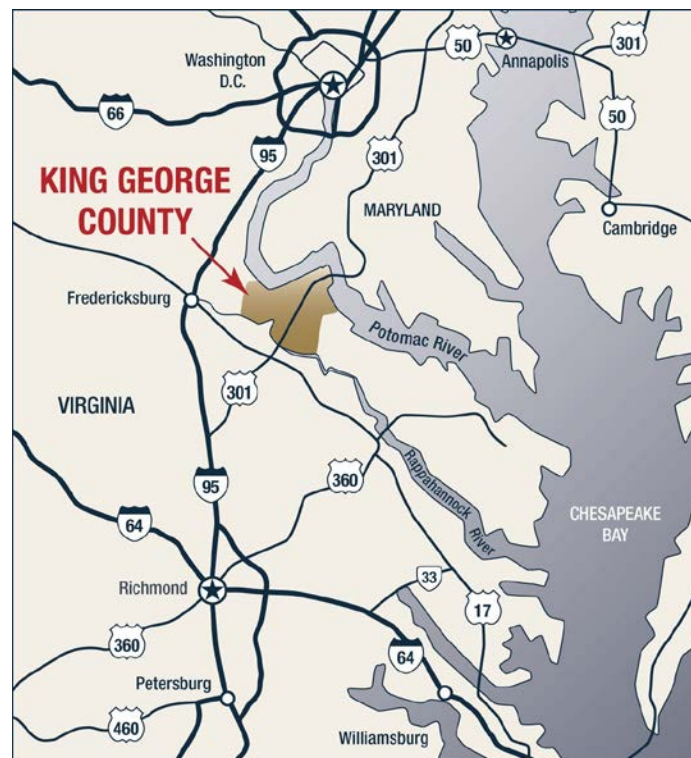 Washington
D.C.
50
Annapolis
301
66
50
95
301
KING GEORGE
COUNTY
MARYLAND
Cambridge
Fredericksburg
Potomac River
301
VIRGINIA
Rappahannock
River
95
360
64
CHESAPEAKE
BAY
33
Richmond
17
360
64
Petersburg
460
Williamsburg